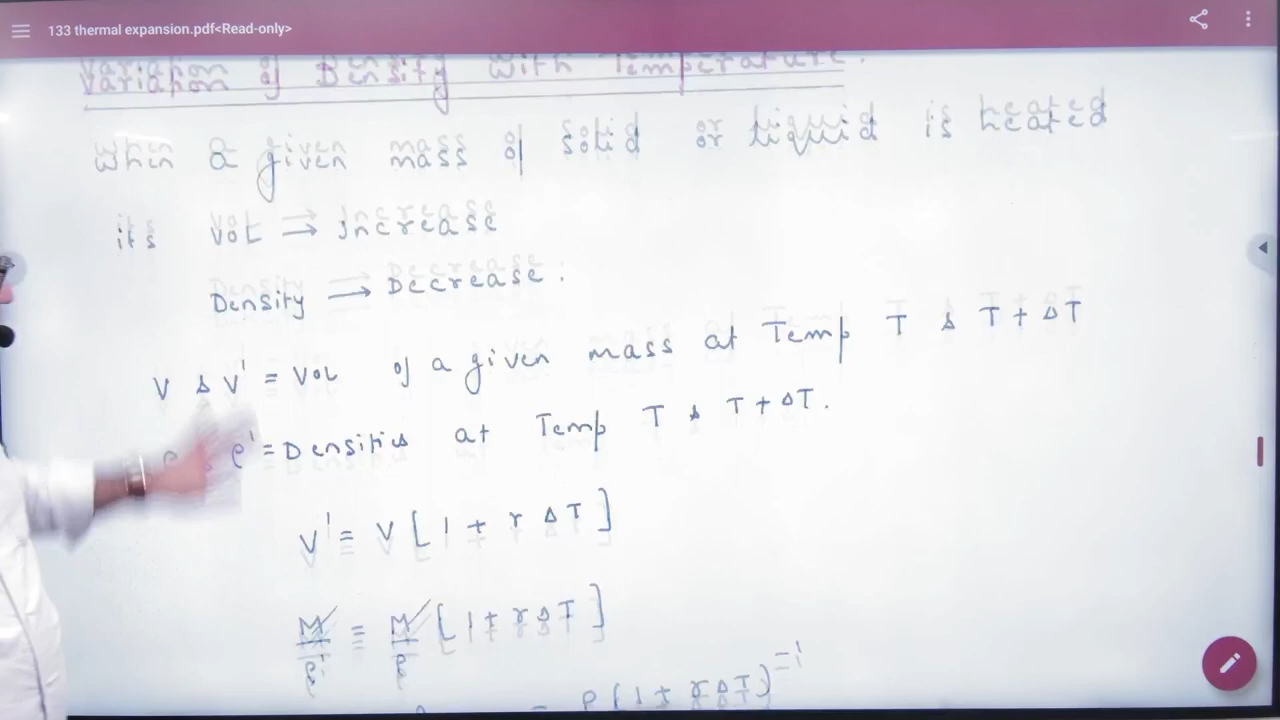 133 thermal expansion.pdf<Read-only>
Variation of Density with Temperature.
When a given mass of solid or liquid is heated
its Vol → Increase
Density → Decrease.
V & V' = Vol of a given mass at Temp T & T + ΔT
ρ' = Densities at Temp T & T + ΔT.
V' = V [1 + r ΔT]
M/ρ' = M/ρ [1 + r ΔT]
= ρ (1 + r ΔT)⁻¹